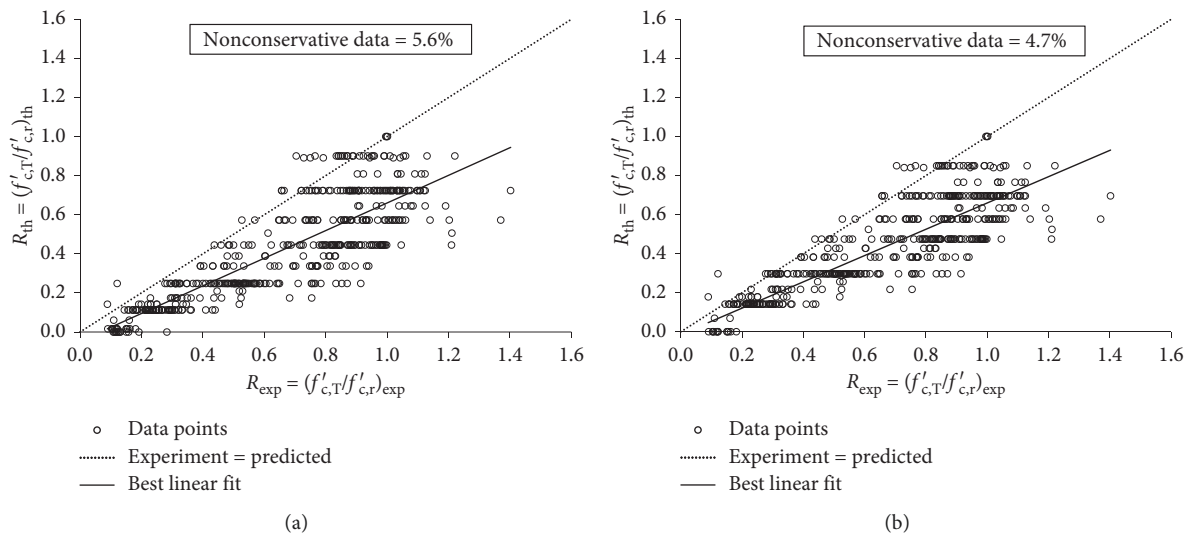 Nonconservative data = 5.6%
1.6
1.4
1.2
1.0
0.8
0.6
0.4
0.2
0.0
R_th = (f′_c,T/f′_c,r)_th
0.0 0.2 0.4 0.6 0.8 1.0 1.2 1.4 1.6
R_exp = (f′_c,T/f′_c,r)_exp
Data points
Experiment = predicted
Best linear fit
(a)
Nonconservative data = 4.7%
1.6
1.4
1.2
1.0
0.8
0.6
0.4
0.2
0.0
R_th = (f′_c,T/f′_c,r)_th
0.0 0.2 0.4 0.6 0.8 1.0 1.2 1.4 1.6
R_exp = (f′_c,T/f′_c,r)_exp
Data points
Experiment = predicted
Best linear fit
(b)